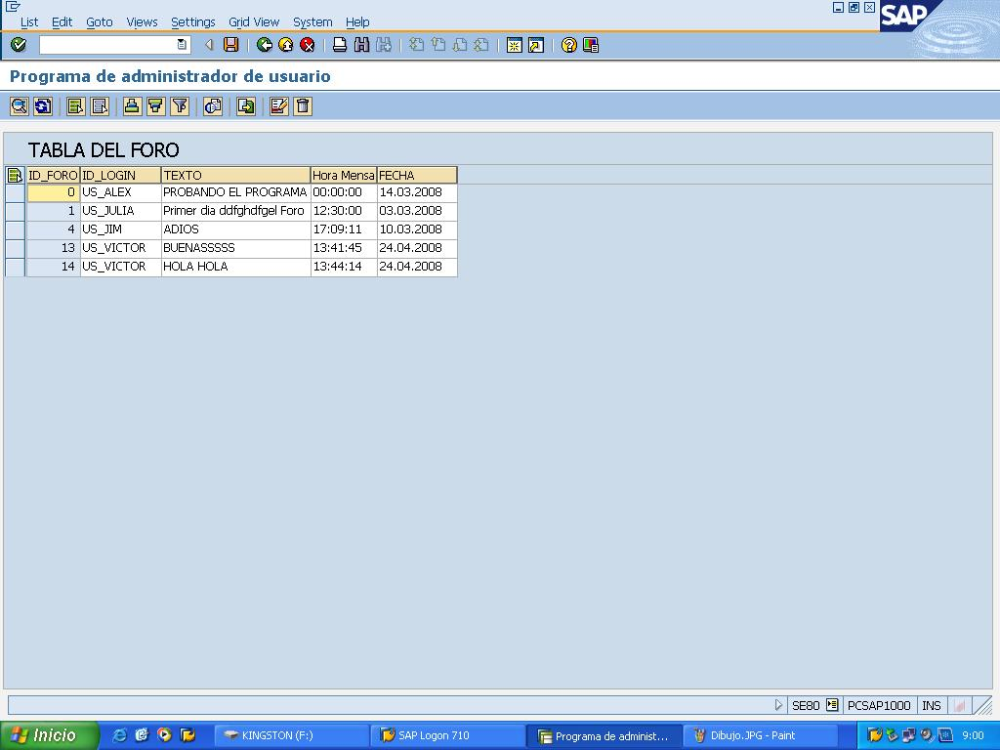 List Edit Goto Views Settings Grid View System Help
SAP
Programa de administrador de usuario
TABLA DEL FORO
ID_FORO ID_LOGIN TEXTO Hora Mensa FECHA
0 US_ALEX PROBANDO EL PROGRAMA 00:00:00 14.03.2008
1 US_JULIA Primer dia ddfghdfgel Foro 12:30:00 03.03.2008
4 US_JIM ADIOS 17:09:11 10.03.2008
13 US_VICTOR BUENASSSSS 13:41:45 24.04.2008
14 US_VICTOR HOLA HOLA 13:44:14 24.04.2008
SE80 PCSAP1000 INS
Inicio KINGSTON (F:) SAP Logon 710 Programa de administ... Dibujo.JPG - Paint 9:00